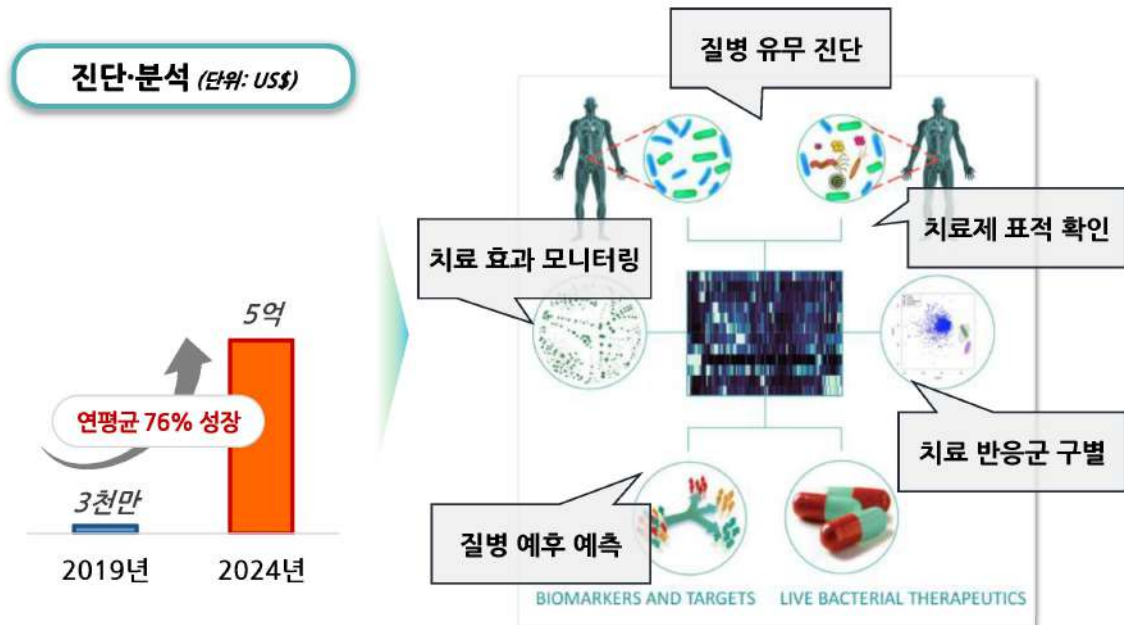 진단·분석 (단위: US$)
질병 유무 진단
치료제 표적 확인
치료 효과 모니터링
5억
연평균 76% 성장
3천만
2019년
2024년
치료 반응군 구별
질병 예후 예측
BIOMARKERS AND TARGETS
LIVE BACTERIAL THERAPEUTICS